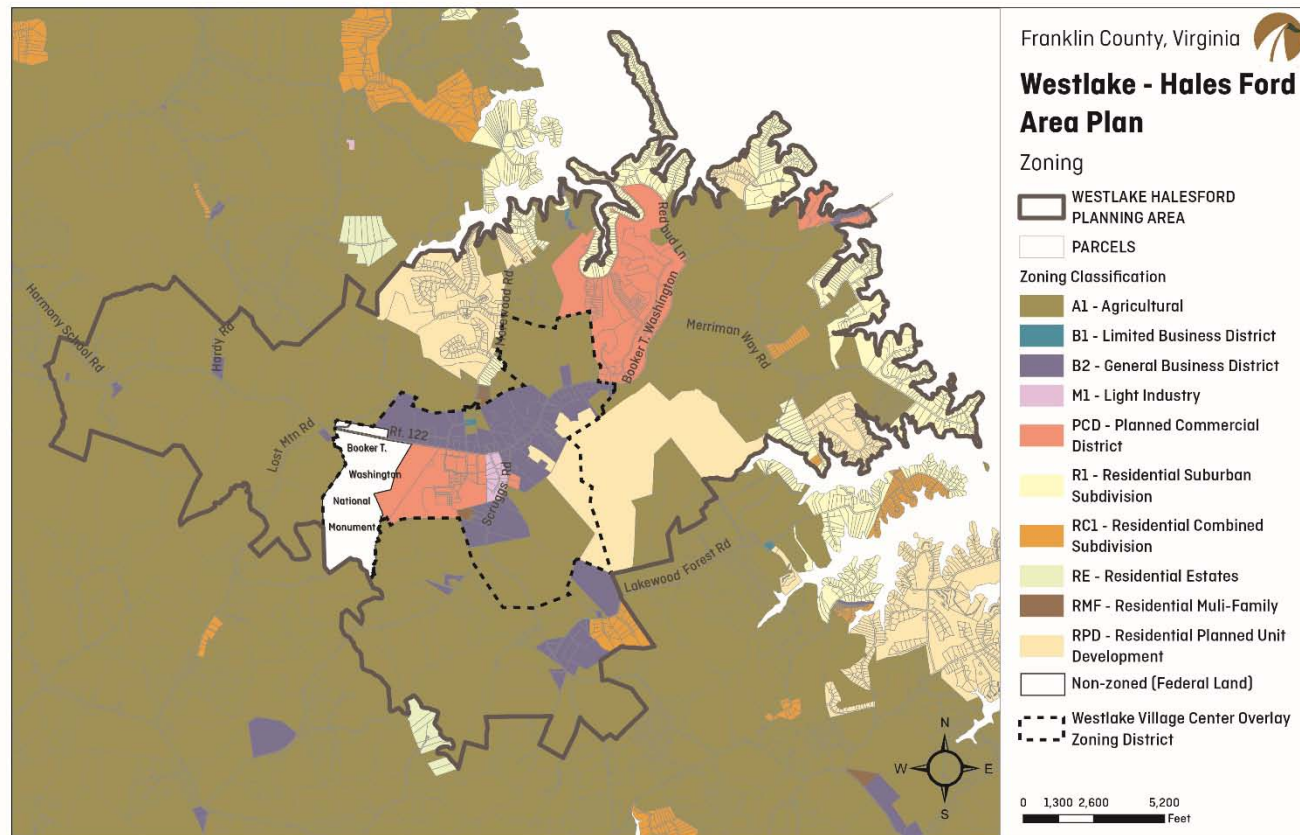 Franklin County, Virginia
Westlake - Hales Ford
Area Plan
Zoning
WESTLAKE HALESFORD
PLANNING AREA
PARCELS
Zoning Classification
A1 - Agricultural
B1 - Limited Business District
B2 - General Business District
M1 - Light Industry
PCD - Planned Commercial
District
R1 - Residential Suburban
Subdivision
RC1 - Residential Combined
Subdivision
RE - Residential Estates
RMF - Residential Muli-Family
RPD - Residential Planned Unit
Development
Non-zoned (Federal Land)
Westlake Village Center Overlay
Zoning District
0 1,300 2,600 5,200
Feet
N
W E
S
Harmony School Rd
Hardy Rd
Lost Mtn Rd
Rt. 122
Booker T.
Washington
National
Monument
Scruggs Rd
Red bud Ln
Booker T. Washington
Merriman Way Rd
Lakewood Forest Rd